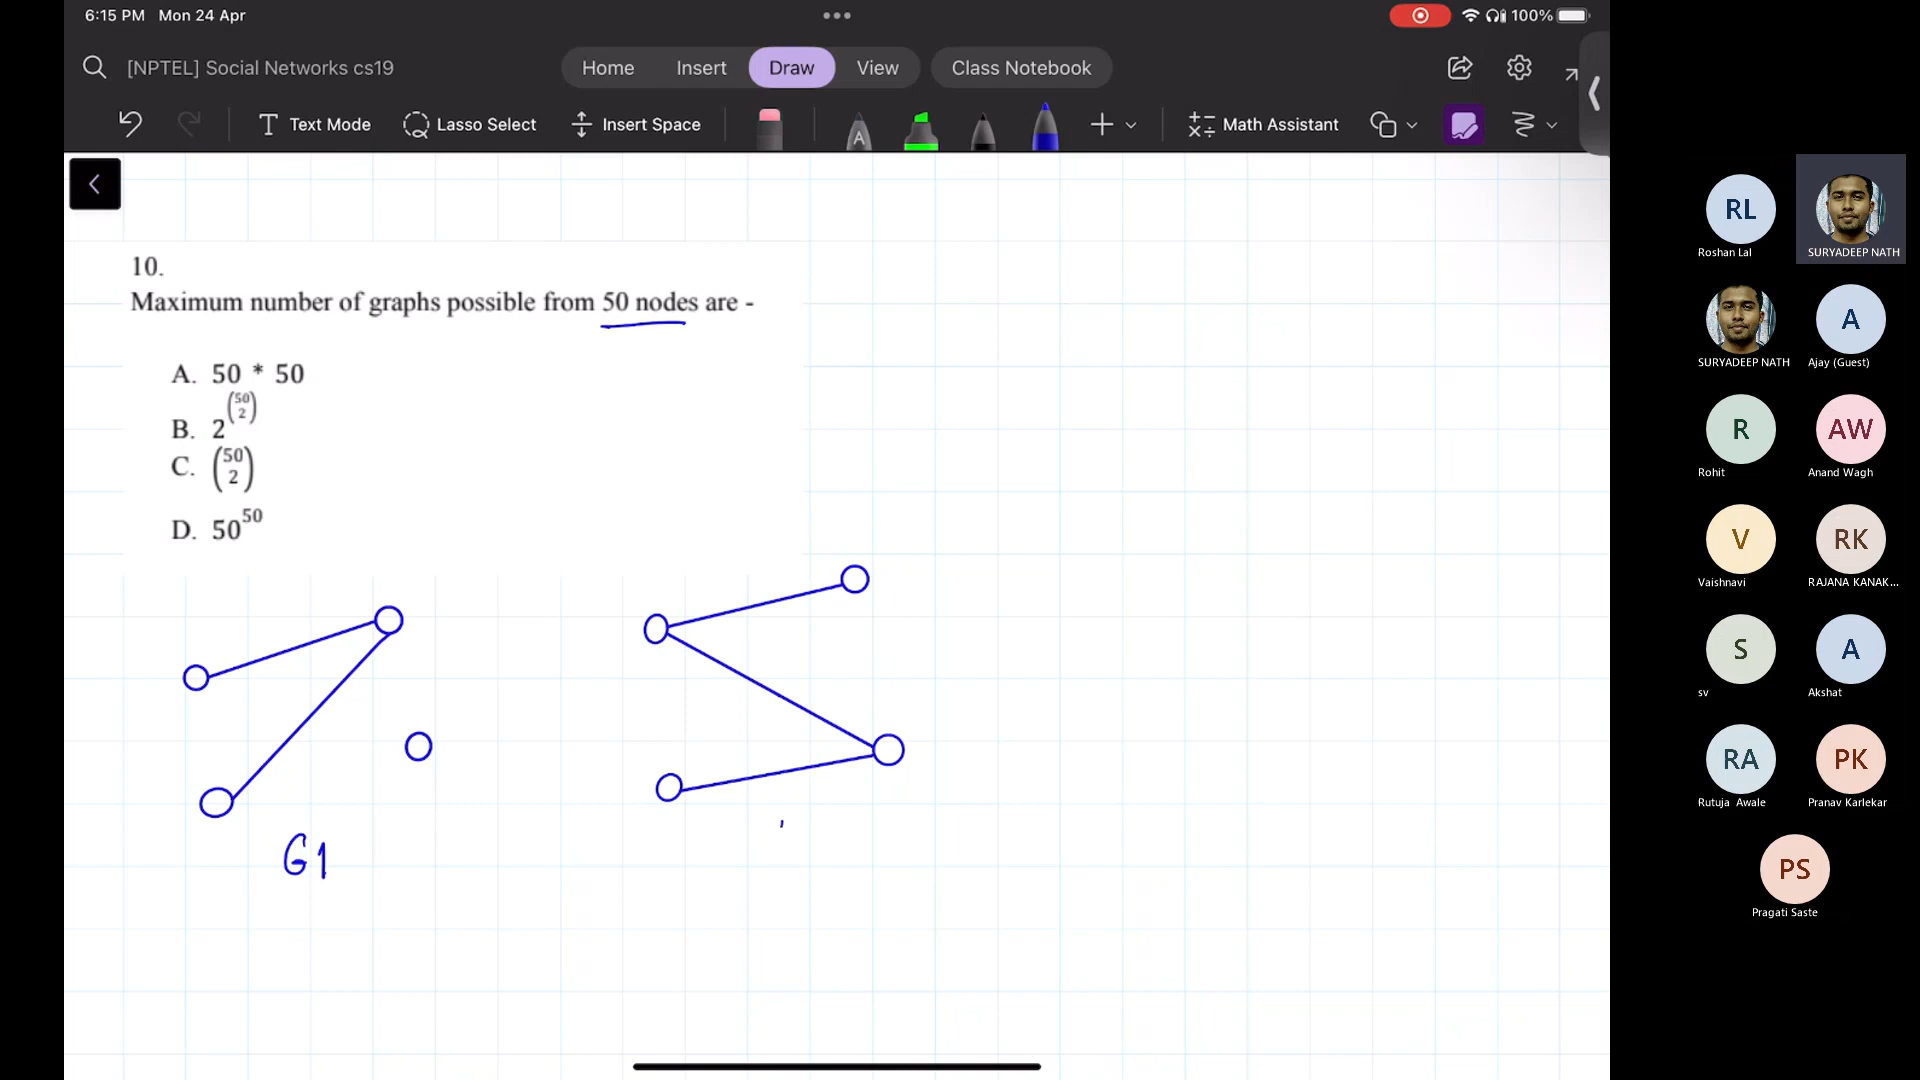 6:15 PM Mon 24 Apr
100%
[NPTEL] Social Networks cs19
Home Insert Draw View Class Notebook
Text Mode Lasso Select Insert Space A Math Assistant
10.
Maximum number of graphs possible from 50 nodes are -
A. 50 * 50
B. 2^(50 2)
C. (50 2)
D. 50^50
G1
RL
Roshan Lal
SURYADEEP NATH
SURYADEEP NATH
A
Ajay (Guest)
R
Rohit
AW
Anand Wagh
V
Vaishnavi
RK
RAJANA KANAK...
S
sv
A
Akshat
RA
Rutuja Awale
PK
Pranav Karlekar
PS
Pragati Saste